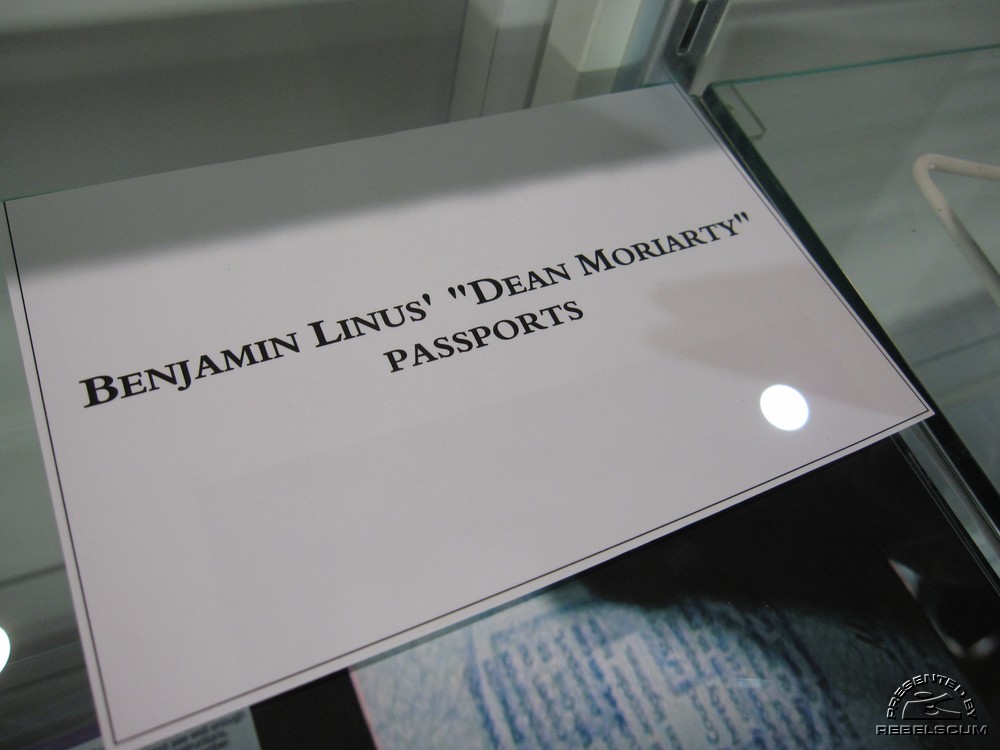 BENJAMIN LINUS' "DEAN MORIARTY"
PASSPORTS
PRESENTED BY
REBELSCUM